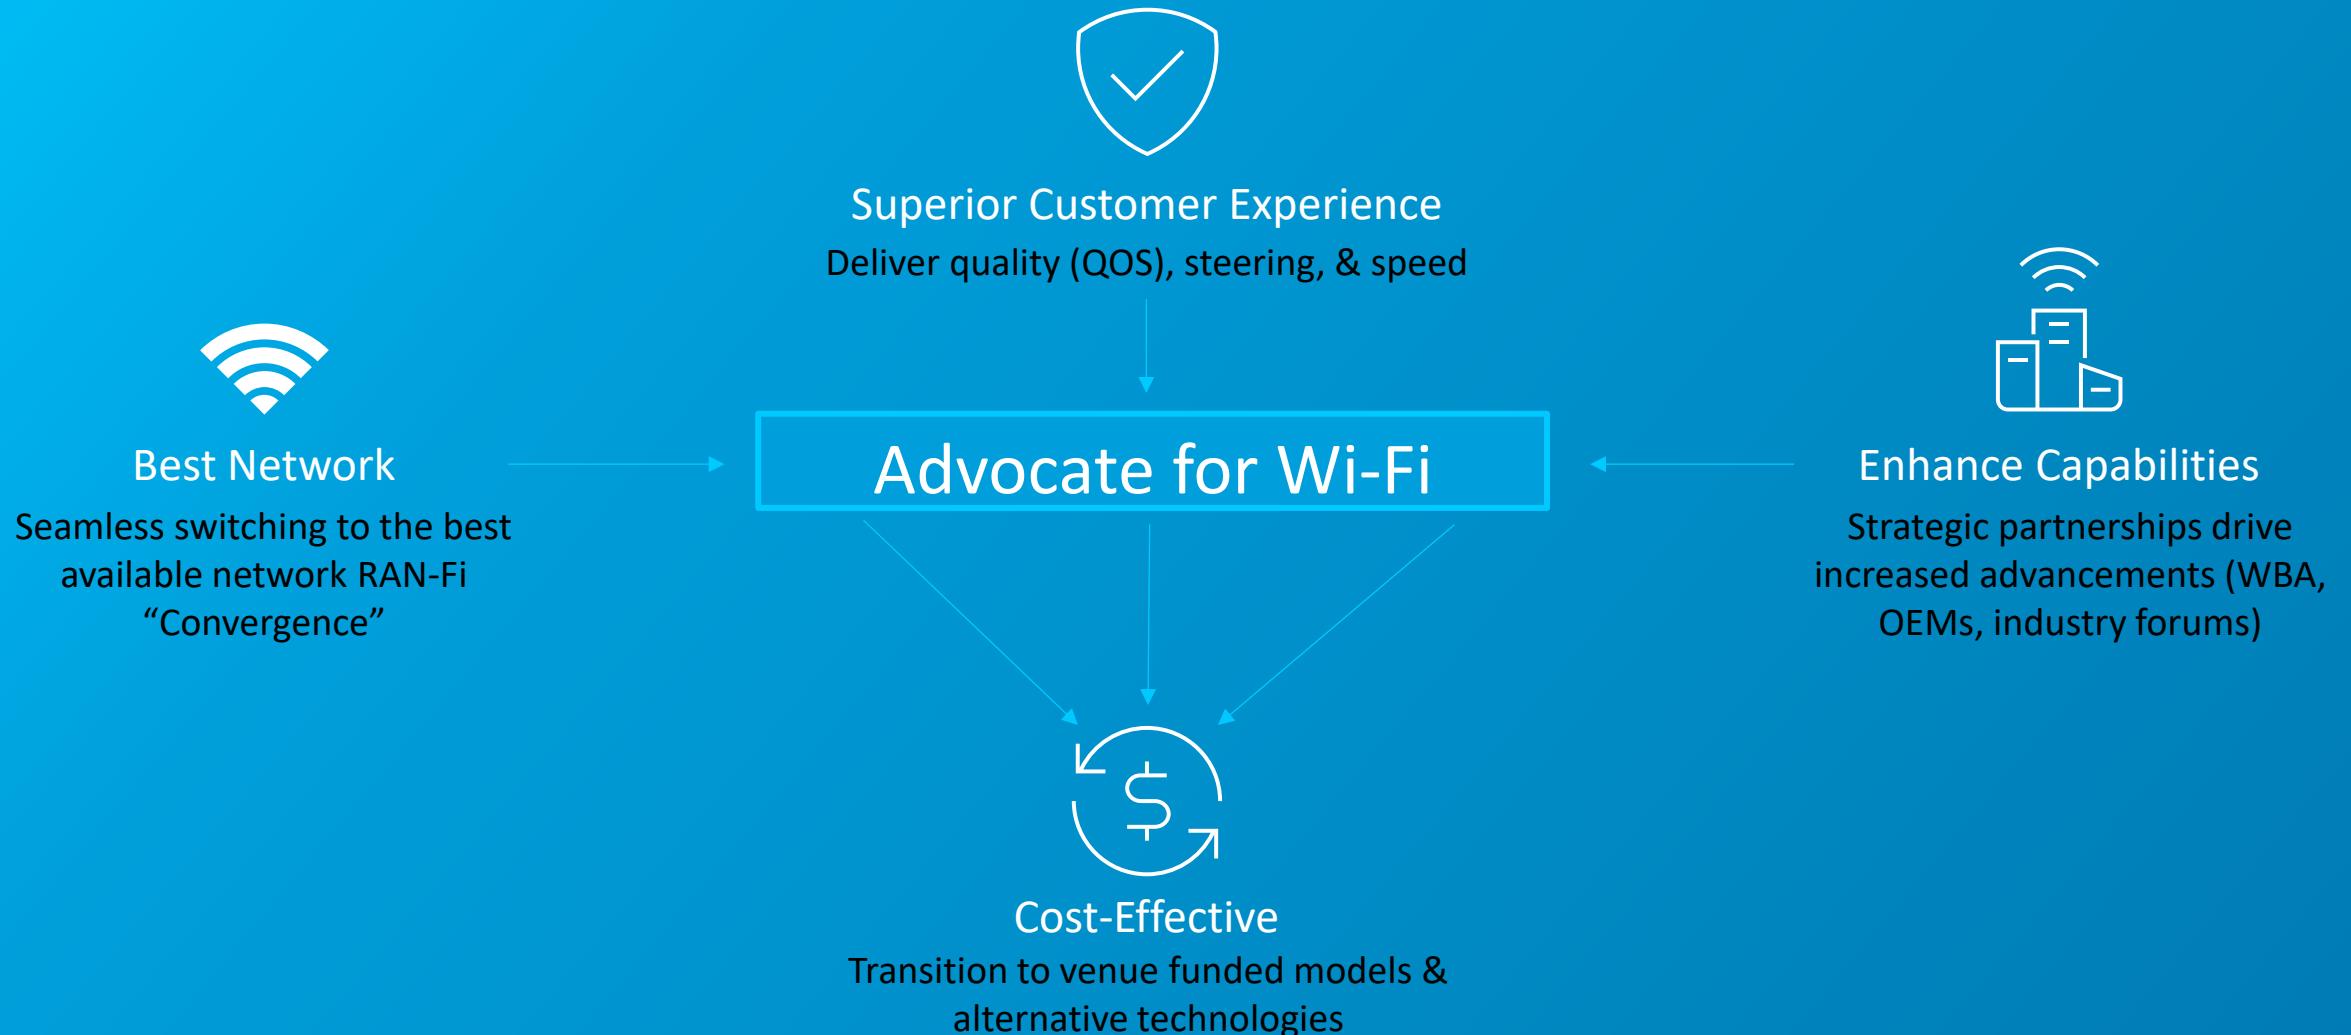 Superior Customer Experience
Deliver quality (QOS), steering, & speed
Best Network
Seamless switching to the best
available network RAN-Fi
“Convergence”
Advocate for Wi-Fi
Enhance Capabilities
Strategic partnerships drive
increased advancements (WBA,
OEMs, industry forums)
$
Cost-Effective
Transition to venue funded models &
alternative technologies